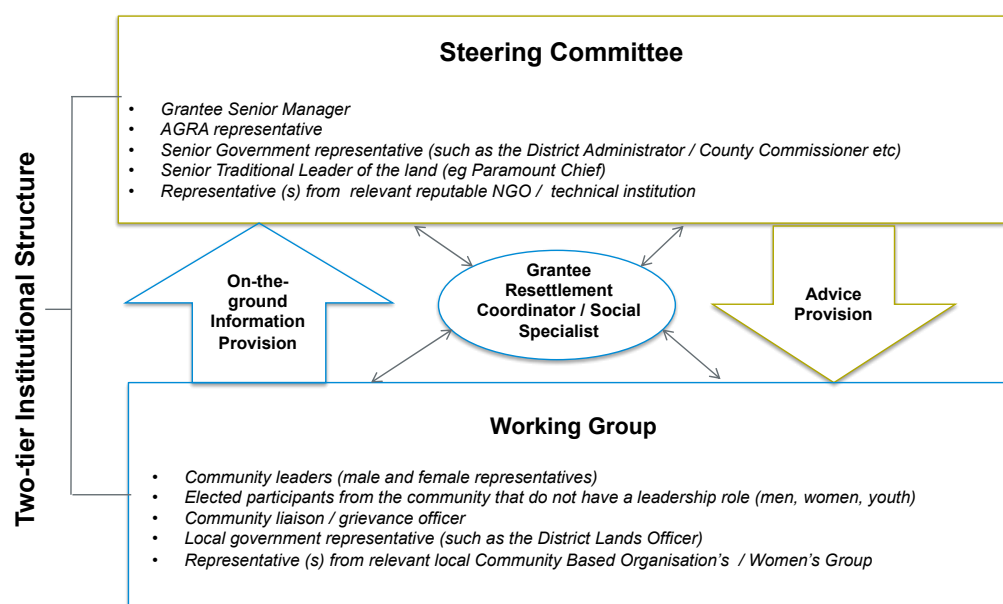 Two-tier Institutional Structure
Steering Committee
• Grantee Senior Manager
• AGRA representative
• Senior Government representative (such as the District Administrator / County Commissioner etc)
• Senior Traditional Leader of the land (eg Paramount Chief)
• Representative (s) from relevant reputable NGO / technical institution
On-the-
ground
Information
Provision
Grantee
Resettlement
Coordinator / Social
Specialist
Advice
Provision
Working Group
• Community leaders (male and female representatives)
• Elected participants from the community that do not have a leadership role (men, women, youth)
• Community liaison / grievance officer
• Local government representative (such as the District Lands Officer)
• Representative (s) from relevant local Community Based Organisation's / Women's Group